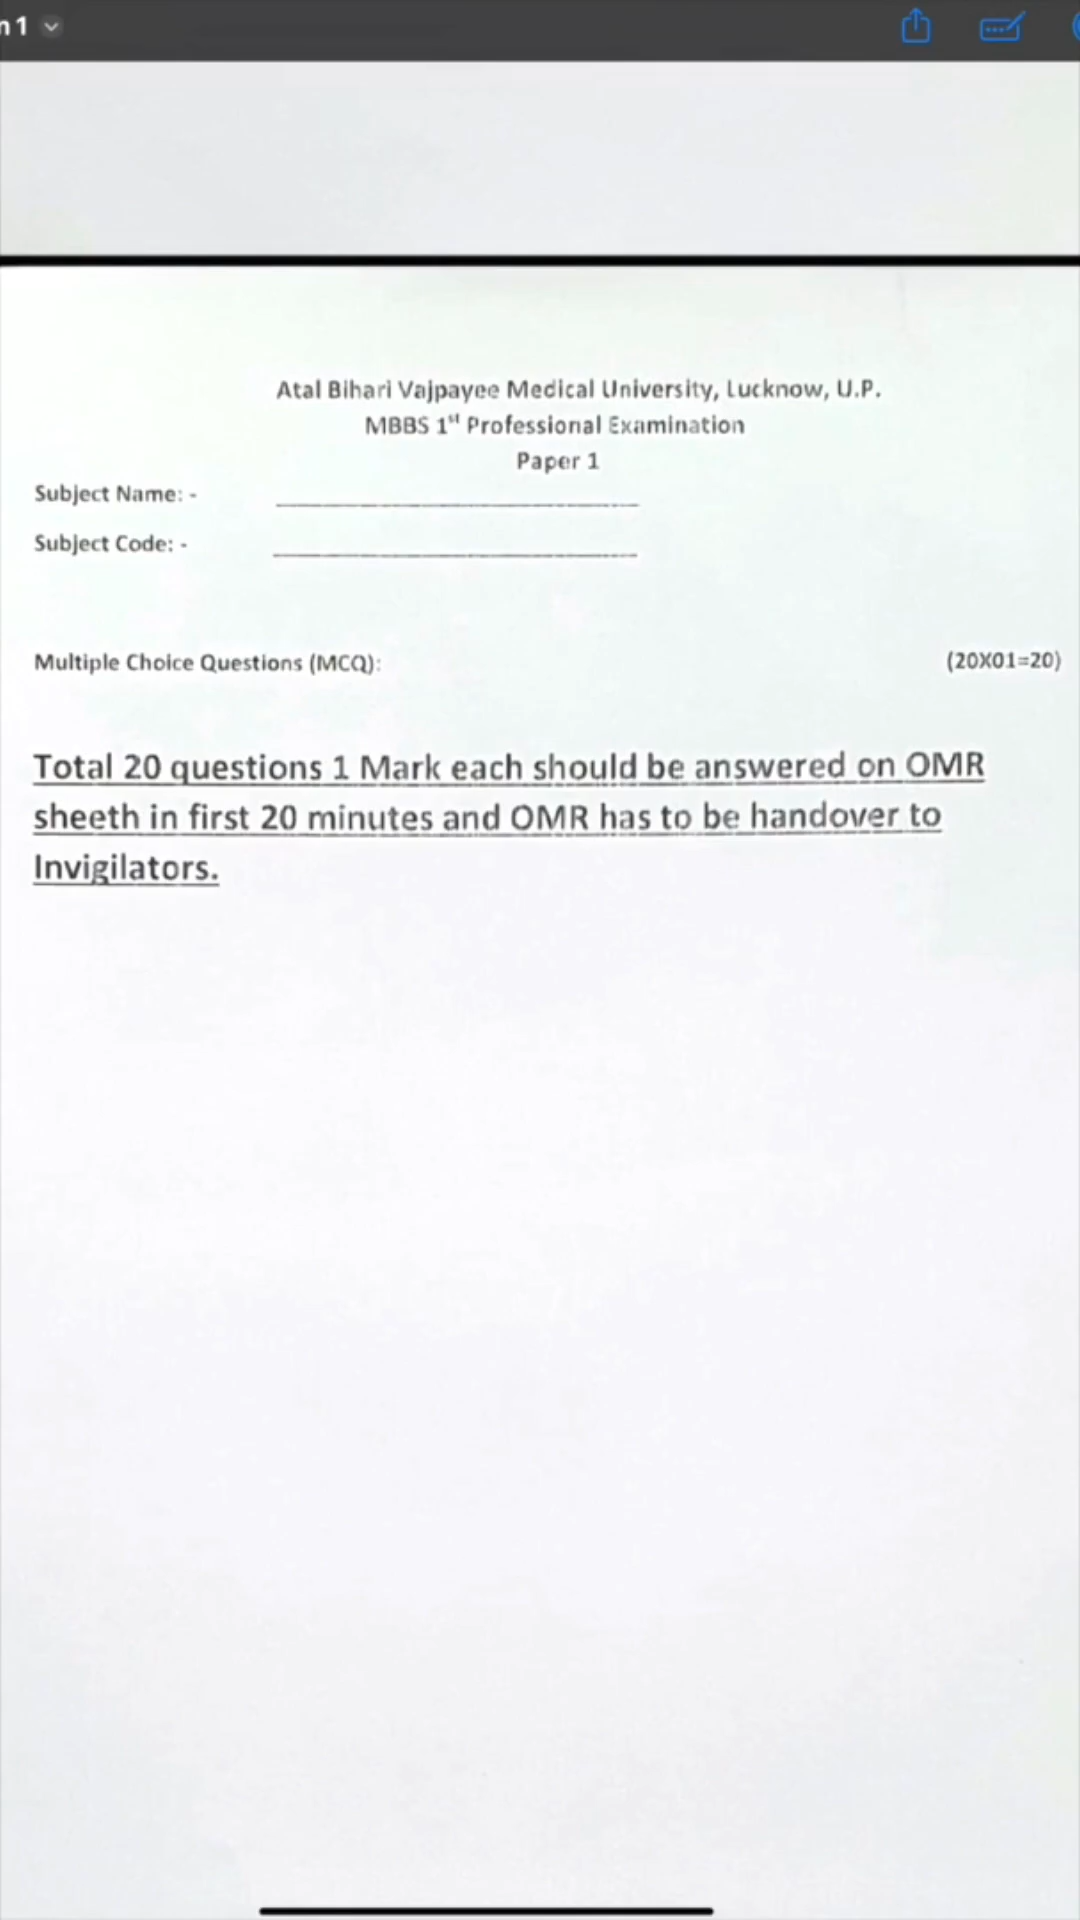 n 1
Atal Bihari Vajpayee Medical University, Lucknow, U.P.
MBBS 1st Professional Examination
Paper 1
Subject Name: -
Subject Code: -
Multiple Choice Questions (MCQ): (20X01=20)
Total 20 questions 1 Mark each should be answered on OMR
sheeth in first 20 minutes and OMR has to be handover to
Invigilators.